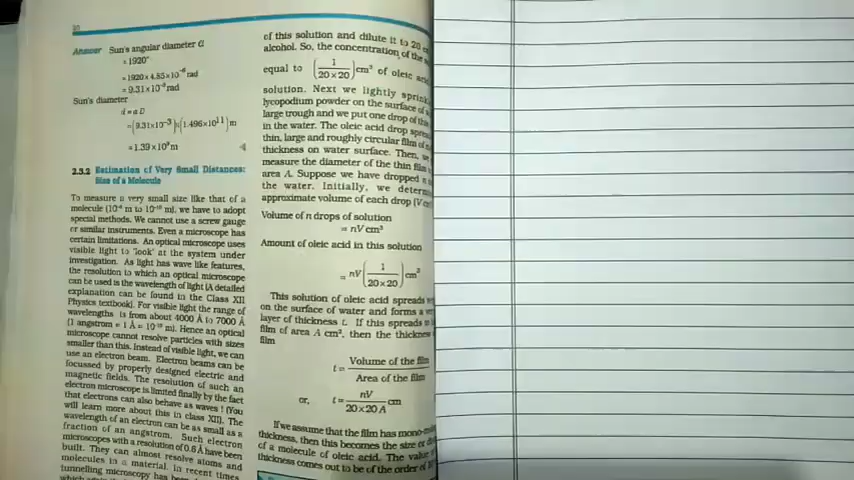 20
Answer Sun's angular diameter α
= 1920"
= 1920×4.85×10⁻⁶ rad
= 9.31×10⁻³ rad
Sun's diameter
d = α D
= (9.31×10⁻³)×(1.496×10¹¹) m
= 1.39×10⁹ m
2.3.2 Estimation of Very Small Distances:
Size of a Molecule
To measure a very small size like that of a
molecule (10⁻⁸ m to 10⁻¹⁰ m), we have to adopt
special methods. We cannot use a screw gauge
or similar instruments. Even a microscope has
certain limitations. An optical microscope uses
visible light to 'look' at the system under
investigation. As light has wave like features,
the resolution to which an optical microscope
can be used is the wavelength of light (A detailed
explanation can be found in the Class XII
Physics textbook). For visible light the range of
wavelengths is from about 4000 Å to 7000 Å
(1 angstrom = 1 Å = 10⁻¹⁰ m). Hence an optical
microscope cannot resolve particles with sizes
smaller than this. Instead of visible light, we can
use an electron beam. Electron beams can be
focussed by properly designed electric and
magnetic fields. The resolution of such an
electron microscope is limited finally by the fact
that electrons can also behave as waves ! (You
will learn more about this in class XII). The
wavelength of an electron can be as small as a
fraction of an angstrom. Such electron
microscopes with a resolution of 0.6 Å have been
built. They can almost resolve atoms and
molecules in a material. In recent times
tunnelling microscopy has been
of this solution and dilute it to 20
alcohol. So, the concentration of the
equal to (1/20×20) cm³ of oleic
solution. Next we lightly
lycopodium powder on the surface of
large trough and we put one drop of this
in the water. The oleic acid drop
thin, large and roughly circular film of
thickness on water surface. Then, we
measure the diameter of the thin film
area A. Suppose we have dropped n
the water. Initially, we
approximate volume of each drop (V
Volume of n drops of solution
= nV cm³
Amount of oleic acid in this solution
= nV (1/20×20) cm³
This solution of oleic acid spreads
on the surface of water and forms a
layer of thickness t. If this spreads
film of area A cm², then the thickness
film
t = Volume of the film / Area of the film
or, t = nV / 20×20 A cm
If we assume that the film has
thickness, then this becomes the size or
of a molecule of oleic acid. The value
thickness comes out to be of the order of